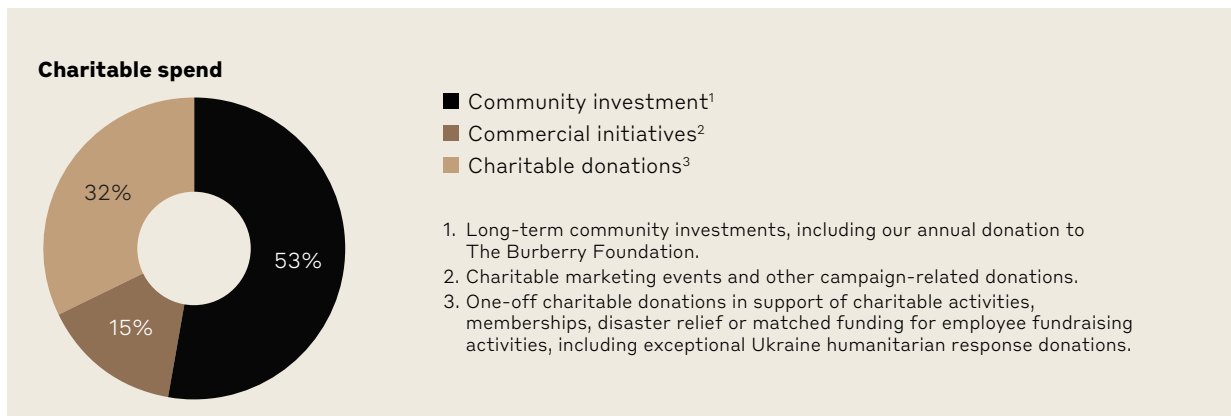 Charitable spend
32%
53%
15%
Community investment¹
Commercial initiatives²
Charitable donations³
1. Long-term community investments, including our annual donation to
The Burberry Foundation.
2. Charitable marketing events and other campaign-related donations.
3. One-off charitable donations in support of charitable activities,
memberships, disaster relief or matched funding for employee fundraising
activities, including exceptional Ukraine humanitarian response donations.